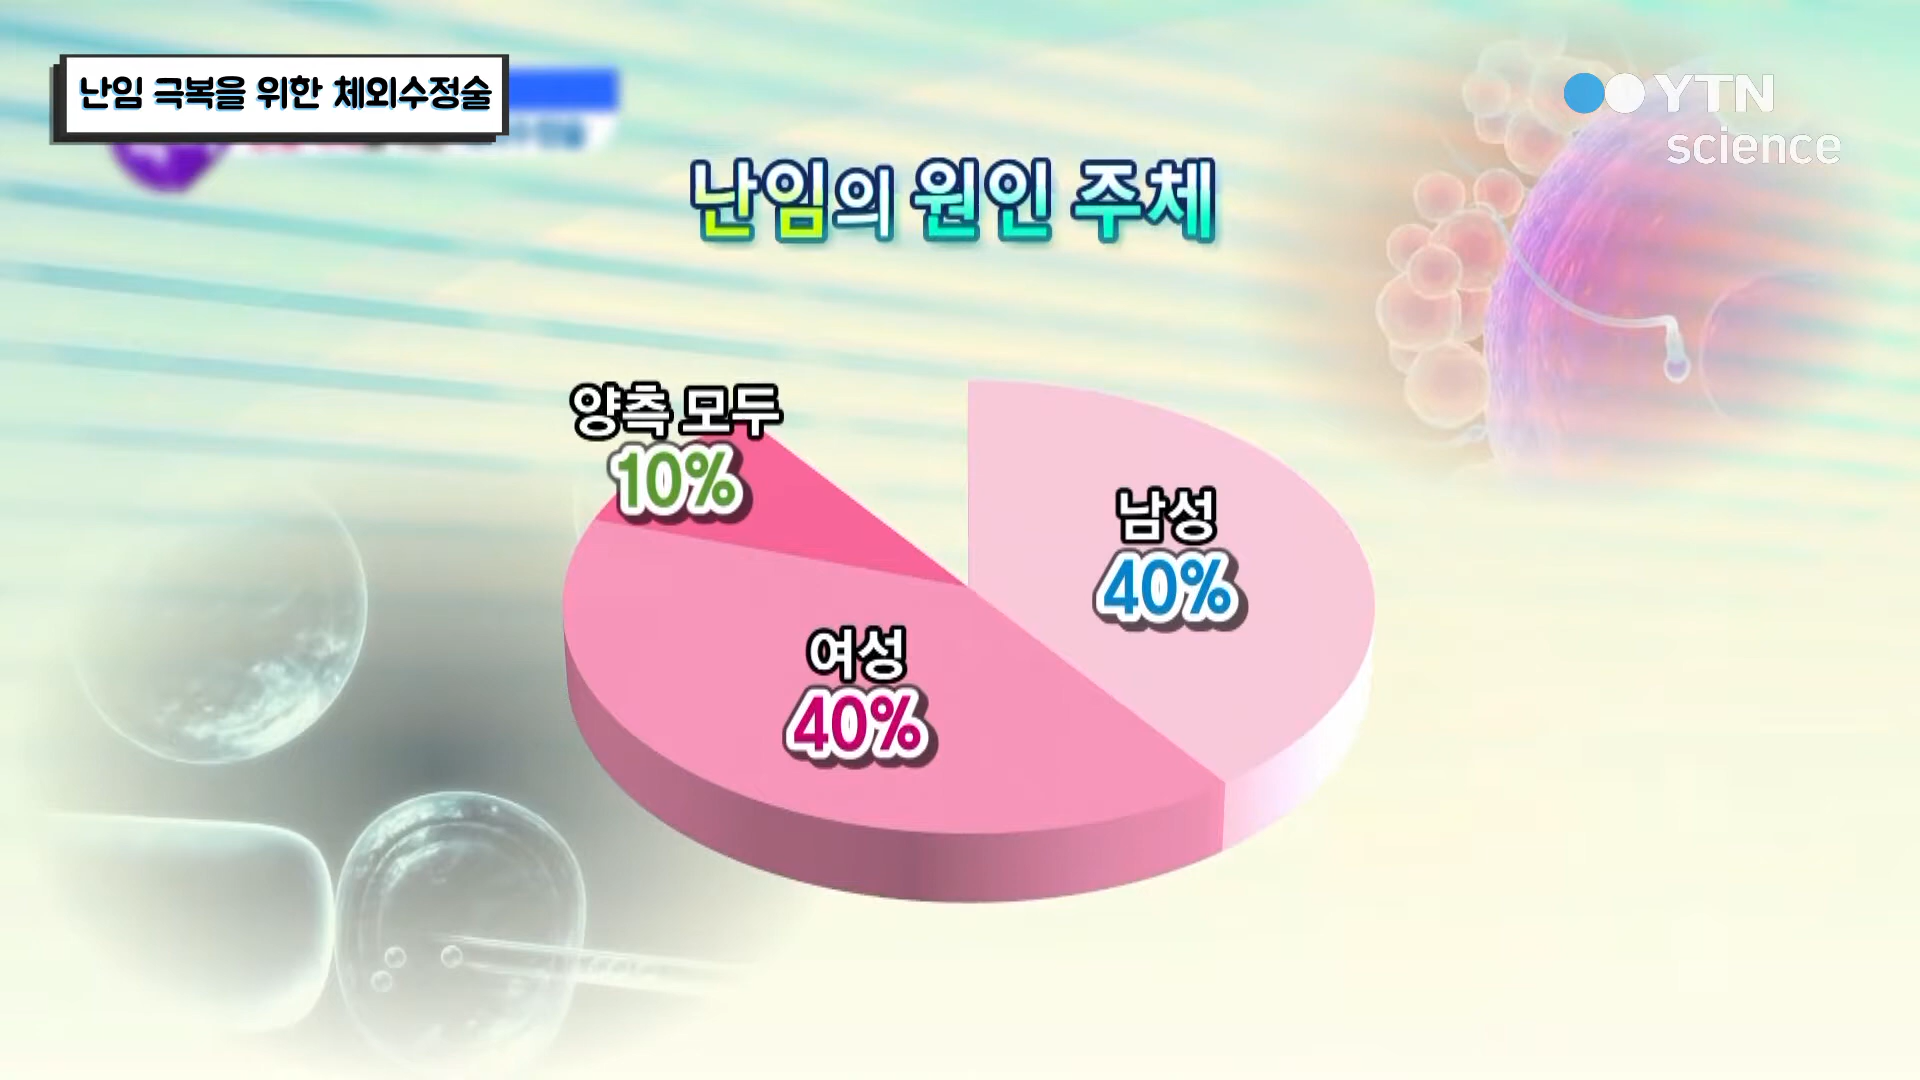 난임 극복을 위한 체외수정술
YTN
science
난임의 원인 주체
양측 모두
10%
남성
40%
여성
40%